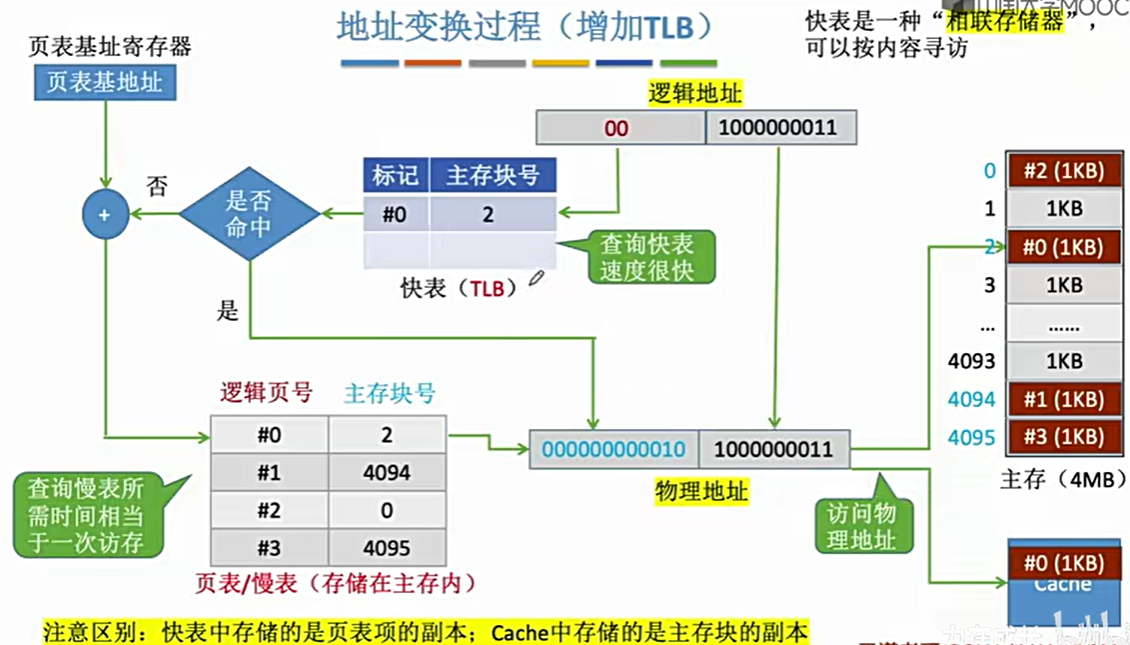 地址变换过程（增加TLB）
快表是一种“相联存储器”，
可以按内容寻访
页表基址寄存器
页表基地址
逻辑地址
00 1000000011
标记 主存块号
#0 2
快表（TLB）
查询快表
速度很快
是否
命中
否
是
+
逻辑页号 主存块号
#0 2
#1 4094
#2 0
#3 4095
页表/慢表（存储在主存内）
查询慢表所
需时间相当
于一次访存
000000000010 1000000011
物理地址
访问物
理地址
0 #2 (1KB)
1 1KB
2 #0 (1KB)
3 1KB
... ......
4093 1KB
4094 #1 (1KB)
4095 #3 (1KB)
主存（4MB）
#0 (1KB)
Cache
注意区别：快表中存储的是页表项的副本；Cache中存储的是主存块的副本